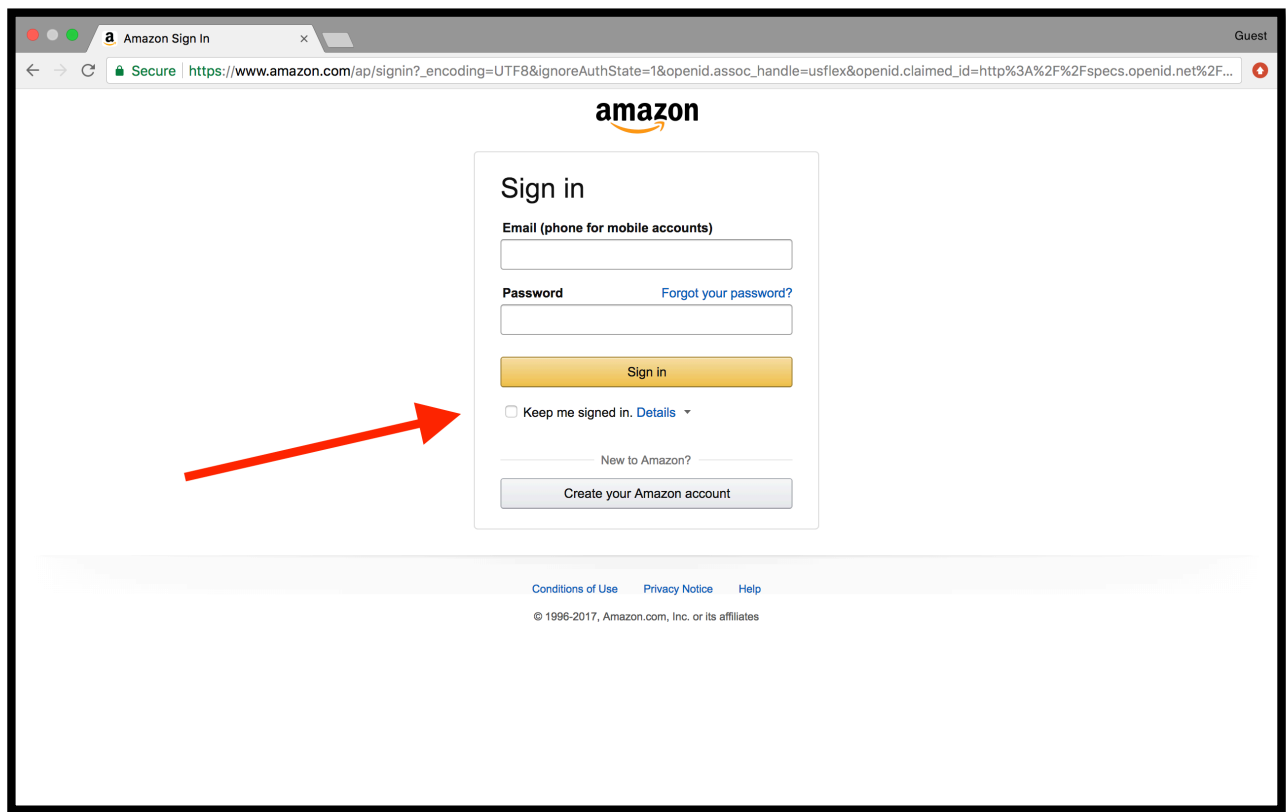 Amazon Sign In
Guest
Secure https://www.amazon.com/ap/signin?_encoding=UTF8&ignoreAuthState=1&openid.assoc_handle=usflex&openid.claimed_id=http%3A%2F%2Fspecs.openid.net%2F...
amazon
Sign in
Email (phone for mobile accounts)
Password Forgot your password?
Sign in
Keep me signed in. Details
New to Amazon?
Create your Amazon account
Conditions of Use Privacy Notice Help
© 1996-2017, Amazon.com, Inc. or its affiliates